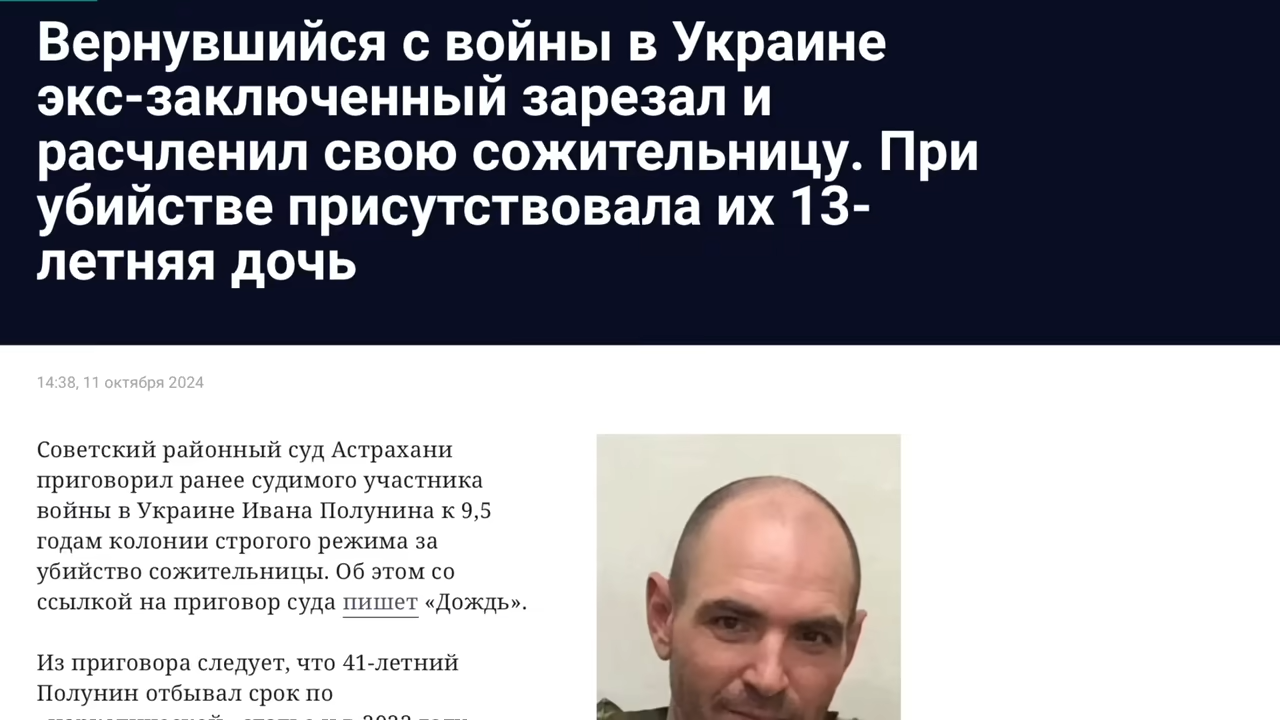 Вернувшийся с войны в Украине
экс-заключенный зарезал и
расчленил свою сожительницу. При
убийстве присутствовала их 13-
летняя дочь
14:38, 11 октября 2024
Советский районный суд Астрахани
приговорил ранее судимого участника
войны в Украине Ивана Полунина к 9,5
годам колонии строгого режима за
убийство сожительницы. Об этом со
ссылкой на приговор суда пишет «Дождь».
Из приговора следует, что 41-летний
Полунин отбывал срок по